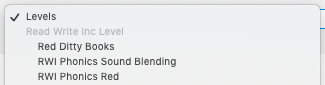 Levels
Read Write Inc Level
Red Ditty Books
RWI Phonics Sound Blending
RWI Phonics Red